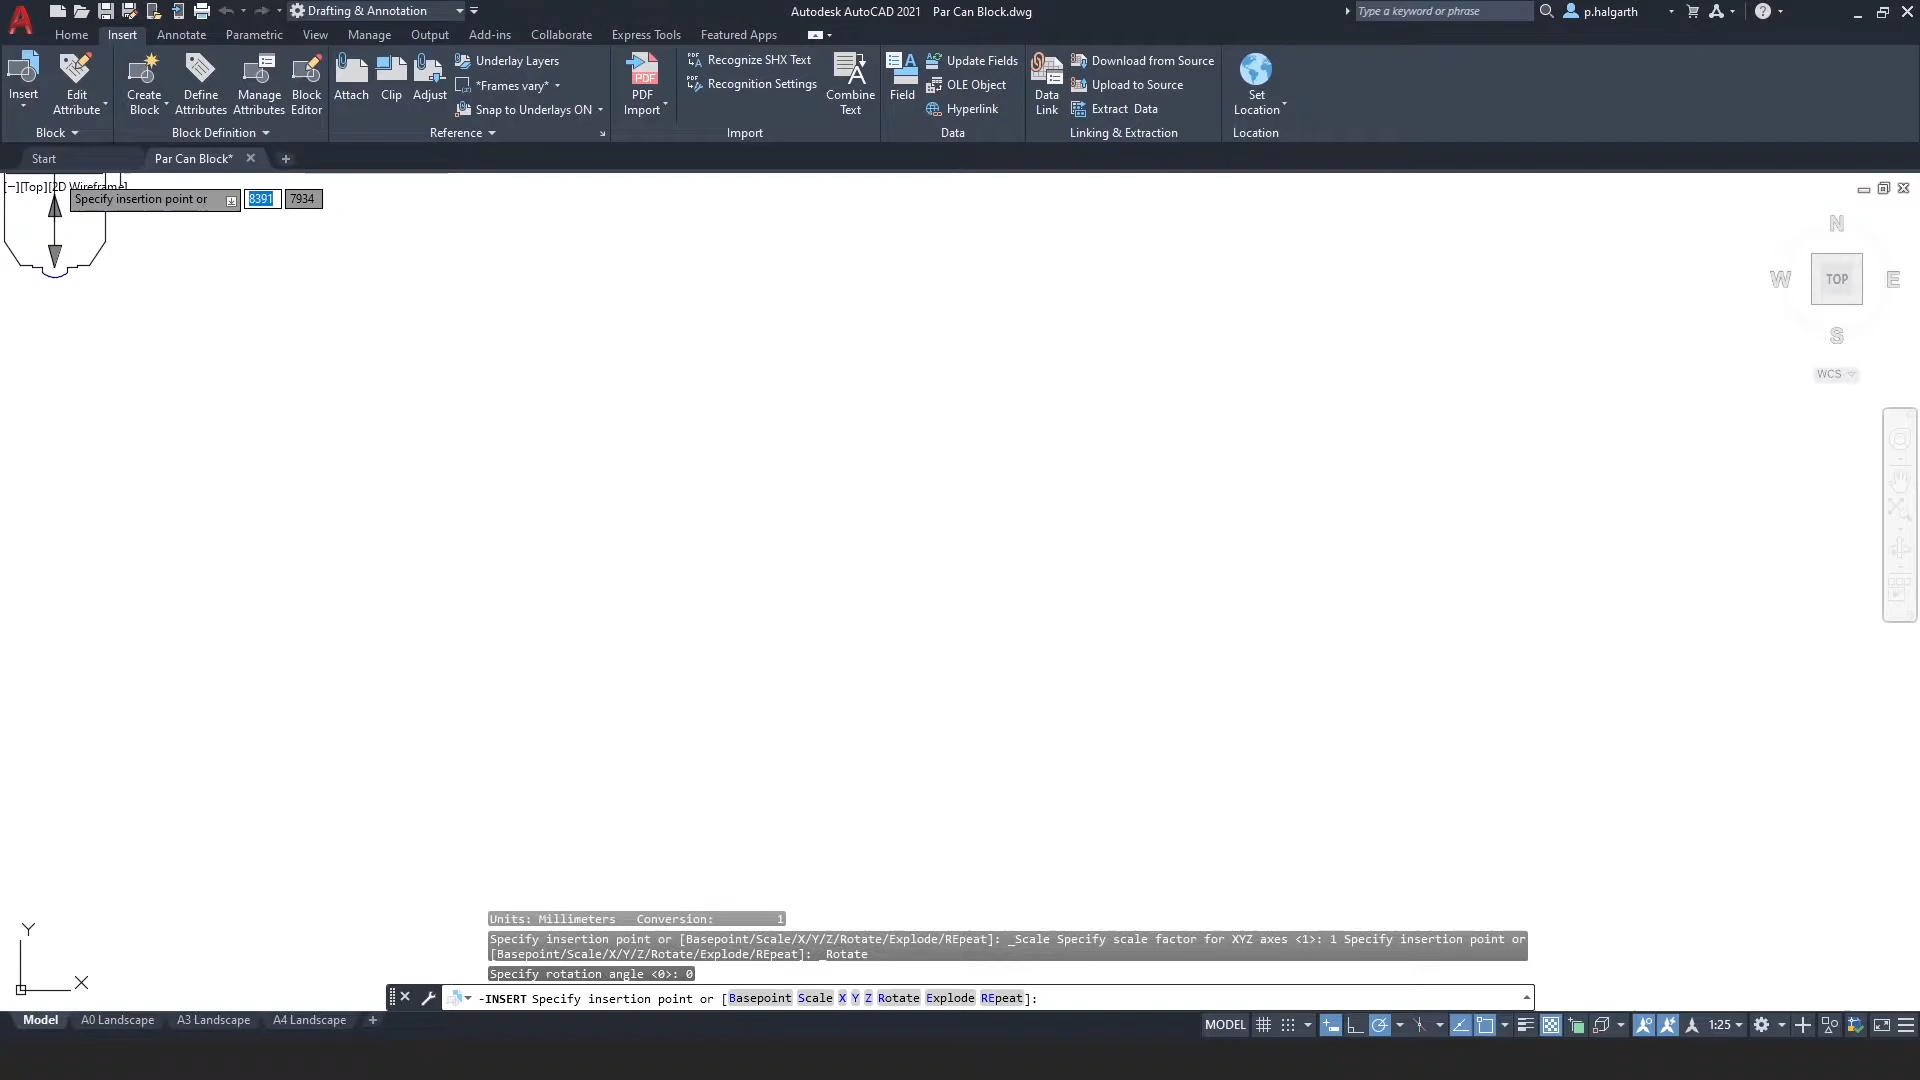 Drafting & Annotation
Autodesk AutoCAD 2021 Par Can Block.dwg
Type a keyword or phrase
p.halgarth
Home Insert Annotate Parametric View Manage Output Add-ins Collaborate Express Tools Featured Apps
Insert
Edit Attribute
Create Block
Define Attributes
Manage Attributes
Block Editor
Attach
Clip
Adjust
Underlay Layers
*Frames vary*
Snap to Underlays ON
PDF
PDF Import
Recognize SHX Text
Recognition Settings
Combine Text
Field
Update Fields
OLE Object
Hyperlink
Data Link
Download from Source
Upload to Source
Extract Data
Set Location
Block
Block Definition
Reference
Import
Data
Linking & Extraction
Location
Start
Par Can Block*
[−][Top][2D Wireframe]
Specify insertion point or 8391 7934
N
W TOP E
S
WCS
Y
X
Units: Millimeters Conversion: 1
Specify insertion point or [Basepoint/Scale/X/Y/Z/Rotate/Explode/REpeat]: _Scale Specify scale factor for XYZ axes <1>: 1 Specify insertion point or
[Basepoint/Scale/X/Y/Z/Rotate/Explode/REpeat]: _Rotate
Specify rotation angle <0>: 0
-INSERT Specify insertion point or [Basepoint Scale X Y Z Rotate Explode REpeat]:
Model A0 Landscape A3 Landscape A4 Landscape
MODEL
1:25